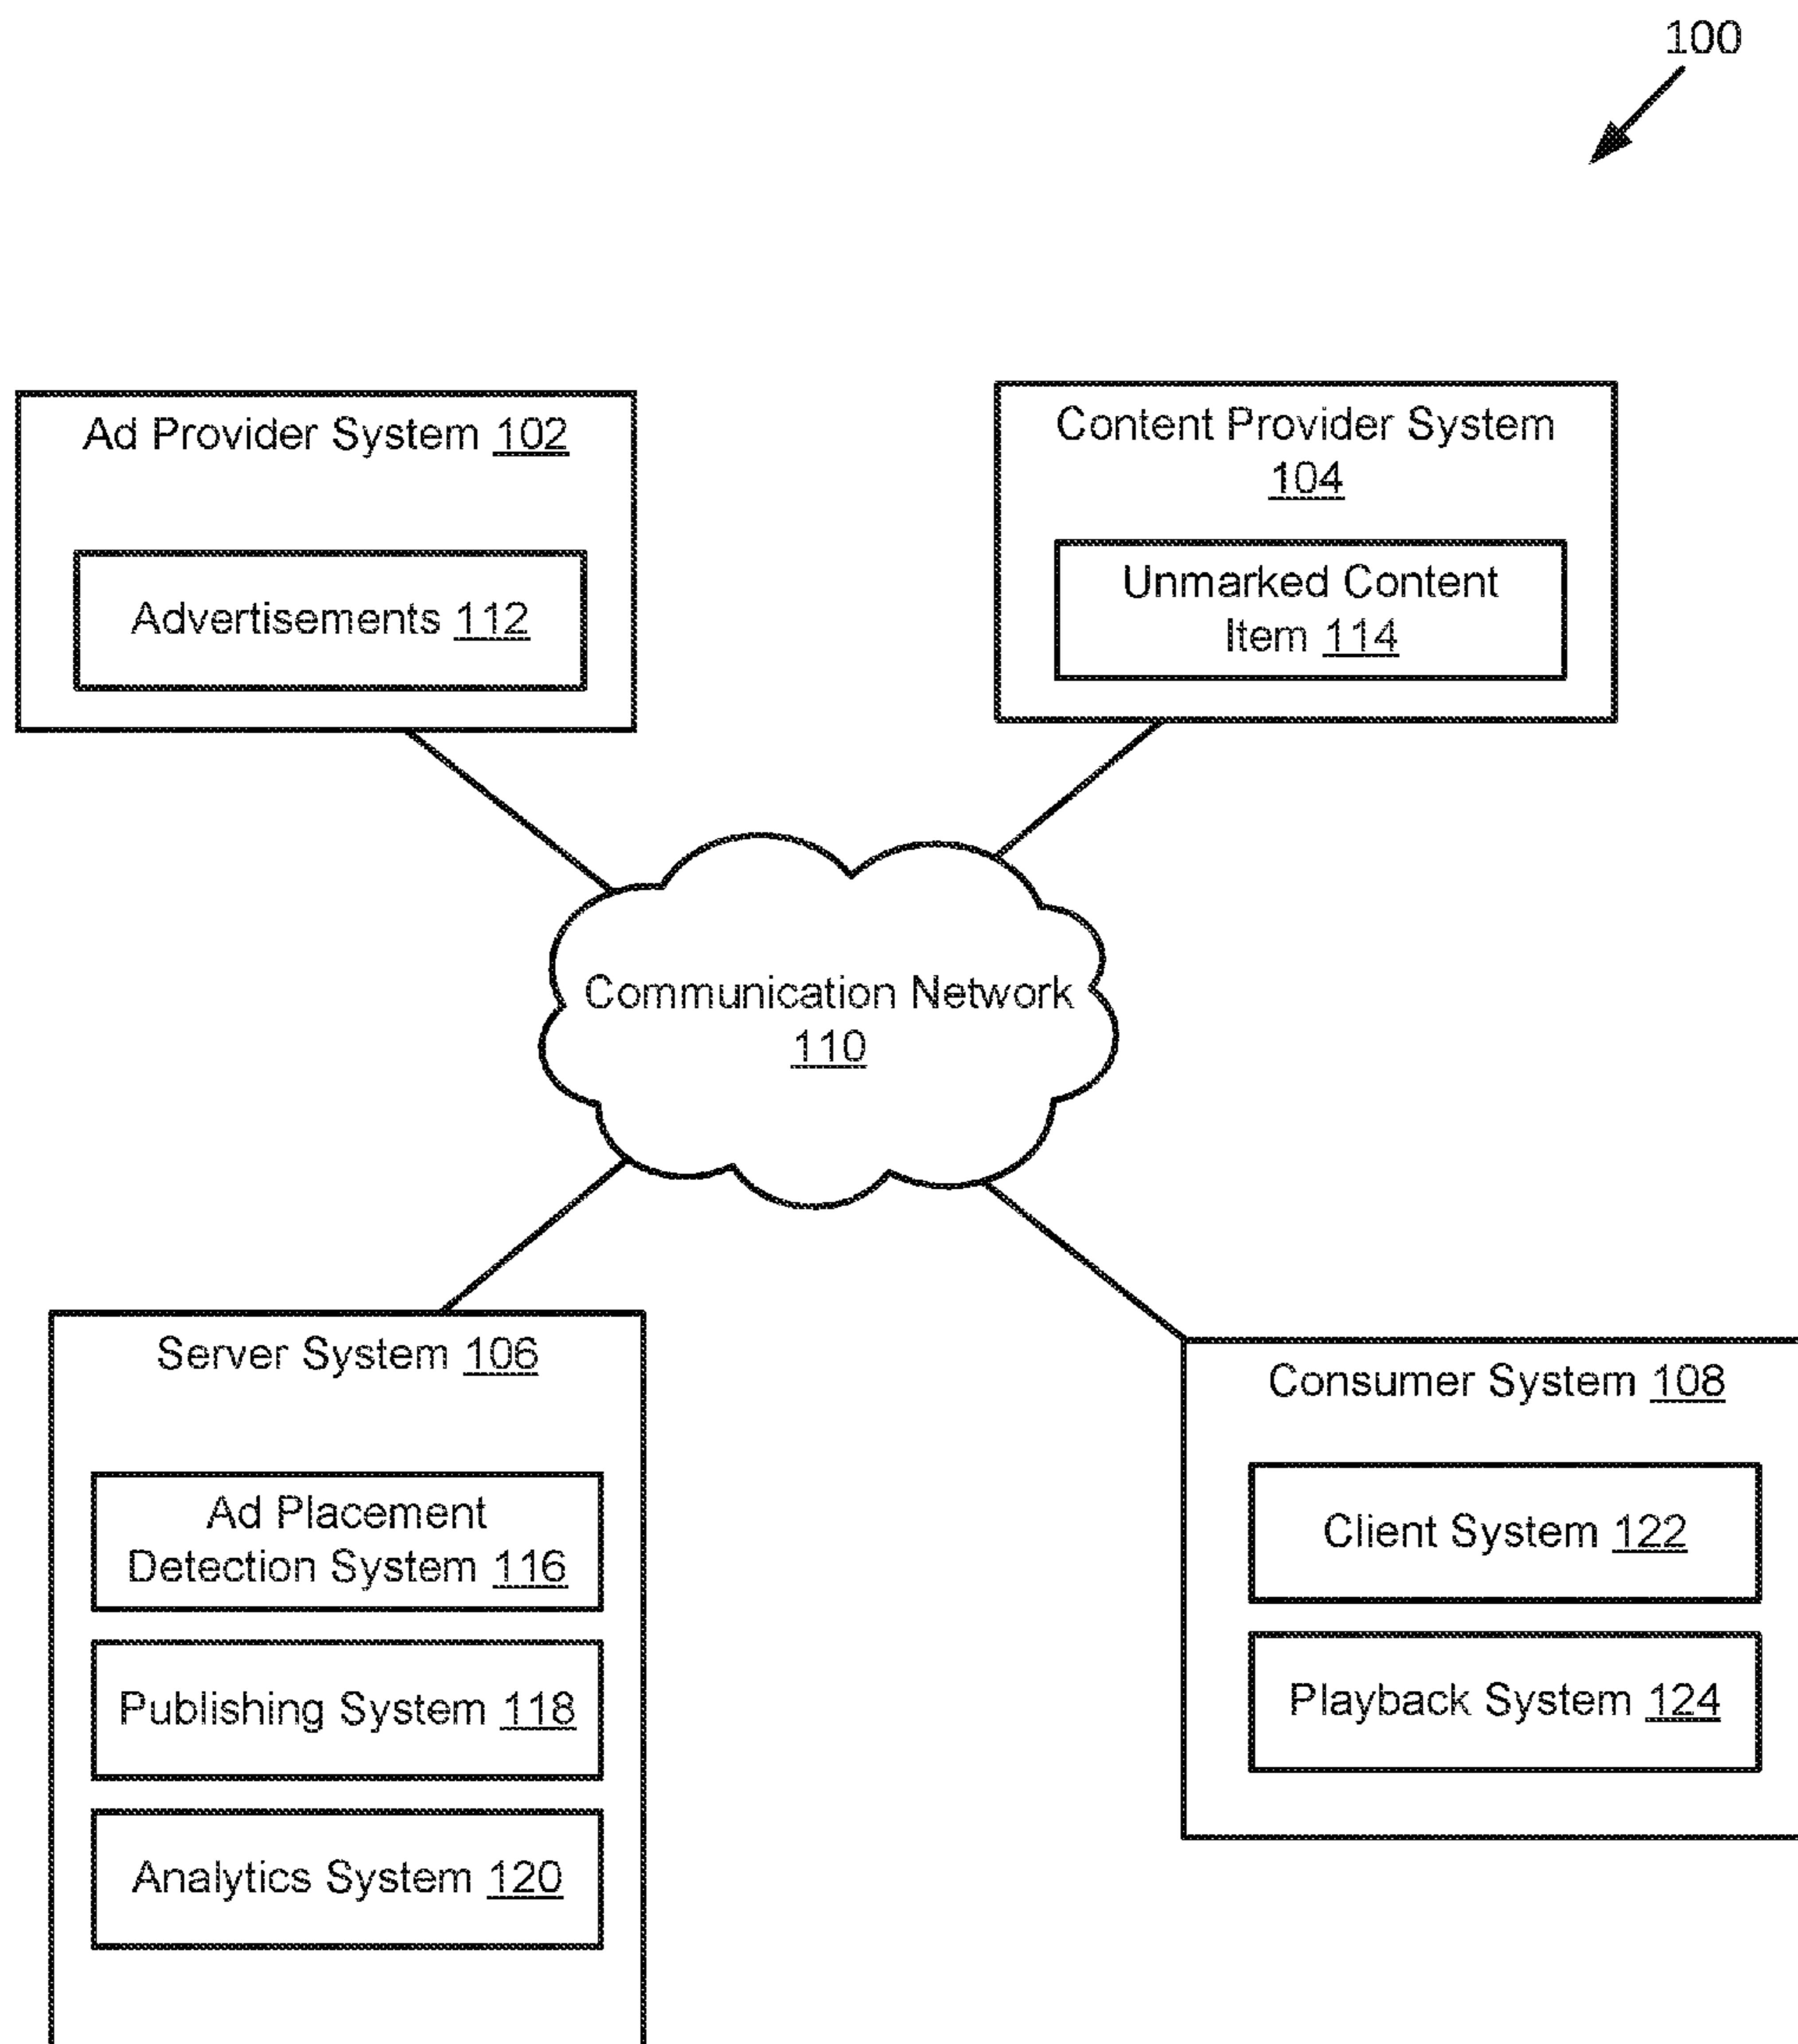 100
Ad Provider System 102
Advertisements 112
Content Provider System
104
Unmarked Content
Item 114
Communication Network
110
Server System 106
Ad Placement
Detection System 116
Publishing System 118
Analytics System 120
Consumer System 108
Client System 122
Playback System 124